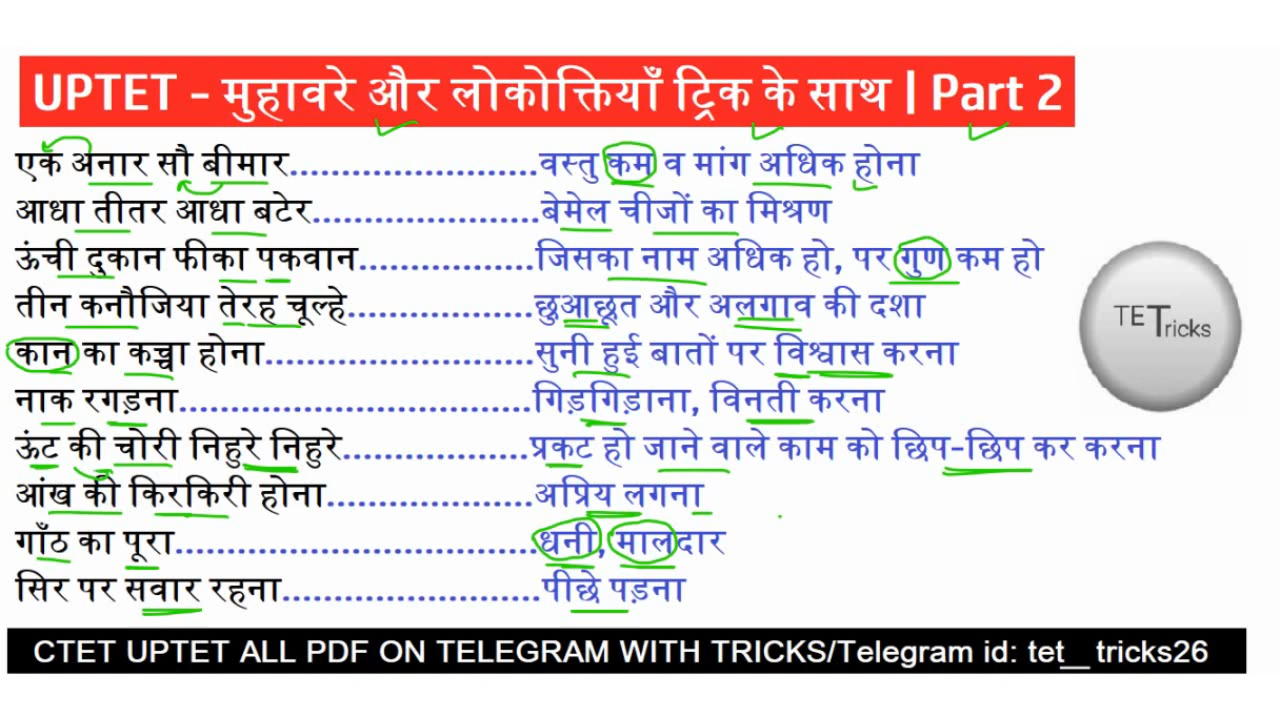 UPTET - मुहावरे और लोकोक्तियाँ ट्रिक के साथ | Part 2
एक अनार सौ बीमार..........................वस्तु कम व मांग अधिक होना
आधा तीतर आधा बटेर........................बेमेल चीजों का मिश्रण
ऊंची दुकान फीका पकवान....................जिसका नाम अधिक हो, पर गुण कम हो
तीन कनौजिया तेरह चूल्हे.....................छुआछूत और अलगाव की दशा
कान का कच्चा होना............................सुनी हुई बातों पर विश्वास करना
नाक रगड़ना.....................................गिड़गिड़ाना, विनती करना
ऊंट की चोरी निहुरे निहुरे.....................प्रकट हो जाने वाले काम को छिप-छिप कर करना
आंख की किरकिरी होना.......................अप्रिय लगना
गाँठ का पूरा......................................धनी, मालदार
सिर पर सवार रहना...........................पीछे पड़ना
TETricks
CTET UPTET ALL PDF ON TELEGRAM WITH TRICKS/Telegram id: tet__tricks26